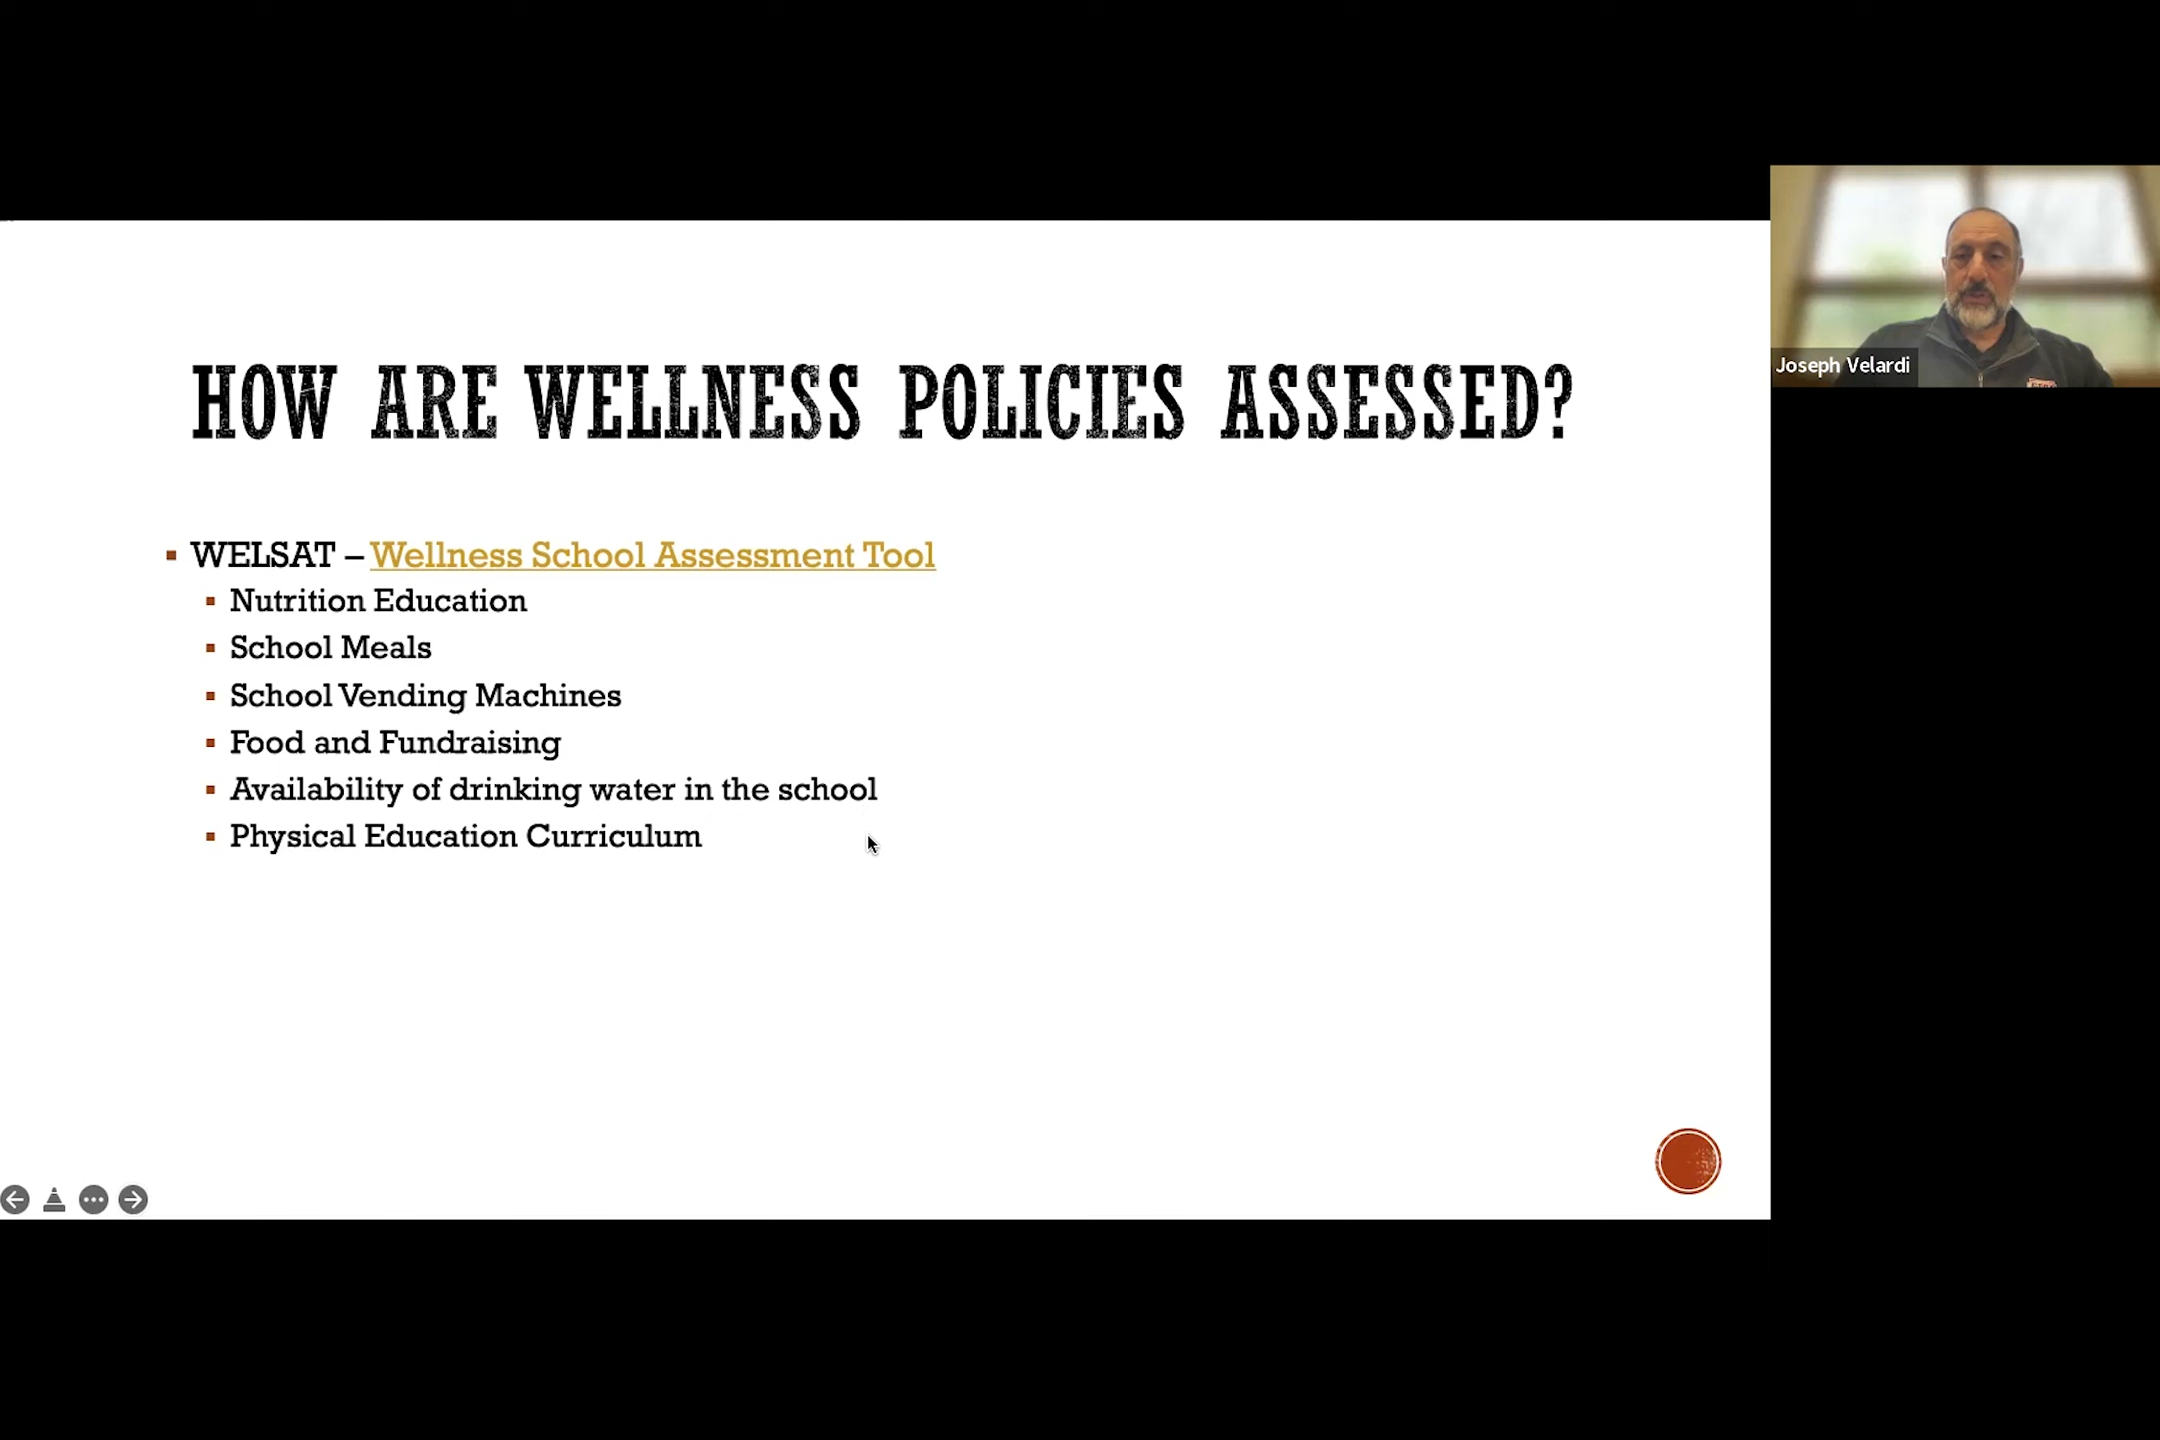 HOW ARE WELLNESS POLICIES ASSESSED?
WELSAT – Wellness School Assessment Tool
Nutrition Education
School Meals
School Vending Machines
Food and Fundraising
Availability of drinking water in the school
Physical Education Curriculum
Joseph Velardi